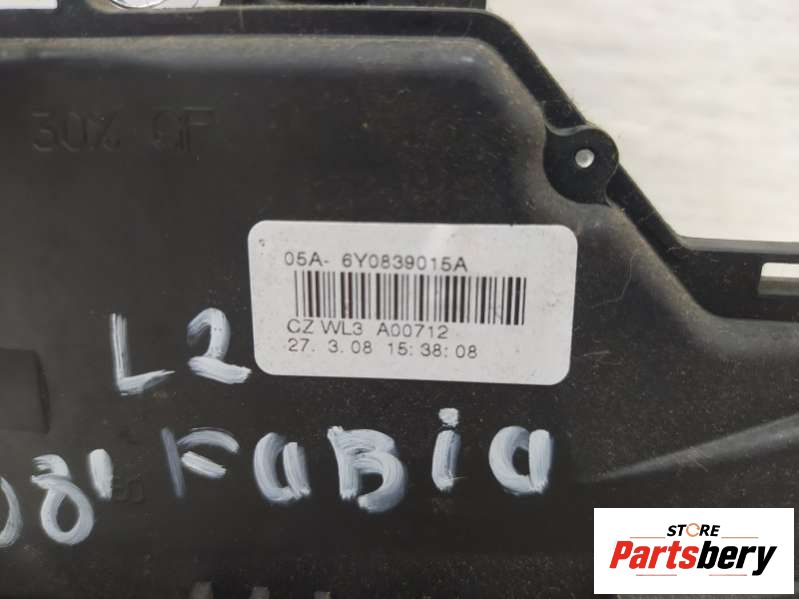 30% GF
05A- 6Y0839015A
CZ WL3 A00712
27. 3.08 15:38:08
L2
08' FABIA
STORE
Partsbery